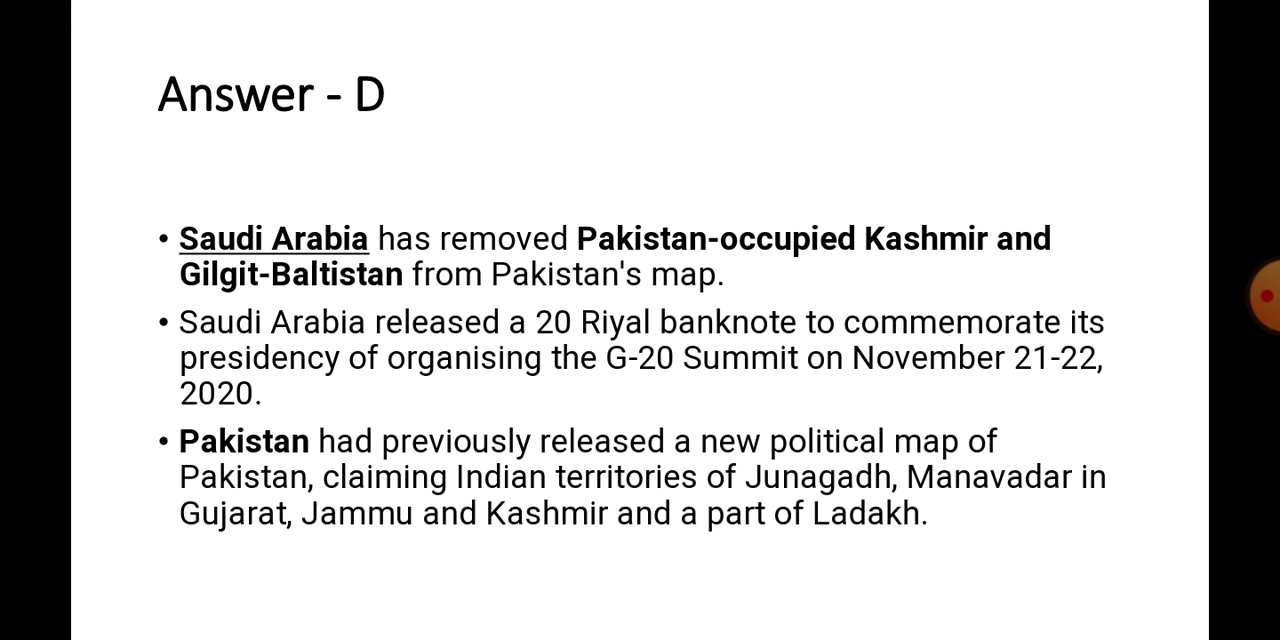 Answer - D
• Saudi Arabia has removed Pakistan-occupied Kashmir and
Gilgit-Baltistan from Pakistan's map.
• Saudi Arabia released a 20 Riyal banknote to commemorate its
presidency of organising the G-20 Summit on November 21-22,
2020.
• Pakistan had previously released a new political map of
Pakistan, claiming Indian territories of Junagadh, Manavadar in
Gujarat, Jammu and Kashmir and a part of Ladakh.